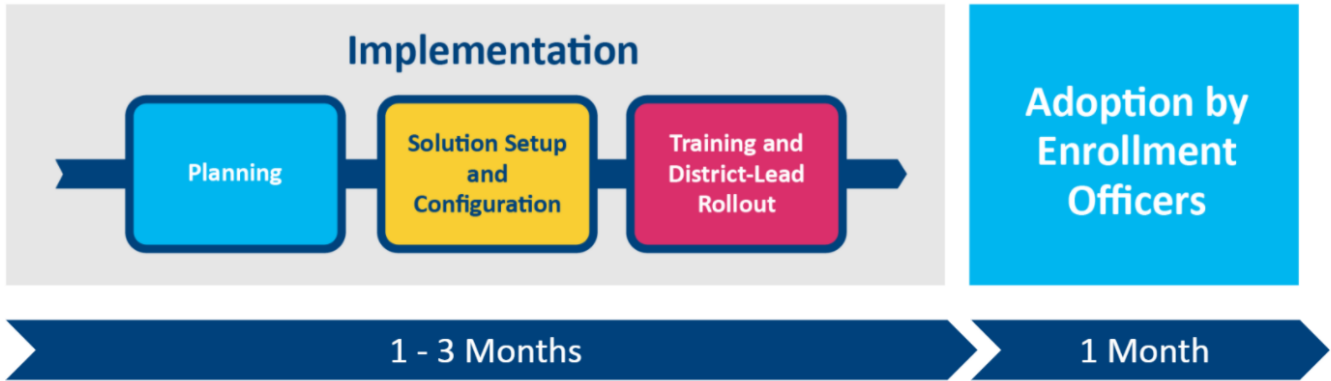 Implementation
Planning
Solution Setup
and
Configuration
Training and
District-Lead
Rollout
Adoption by
Enrollment
Officers
1 - 3 Months
1 Month